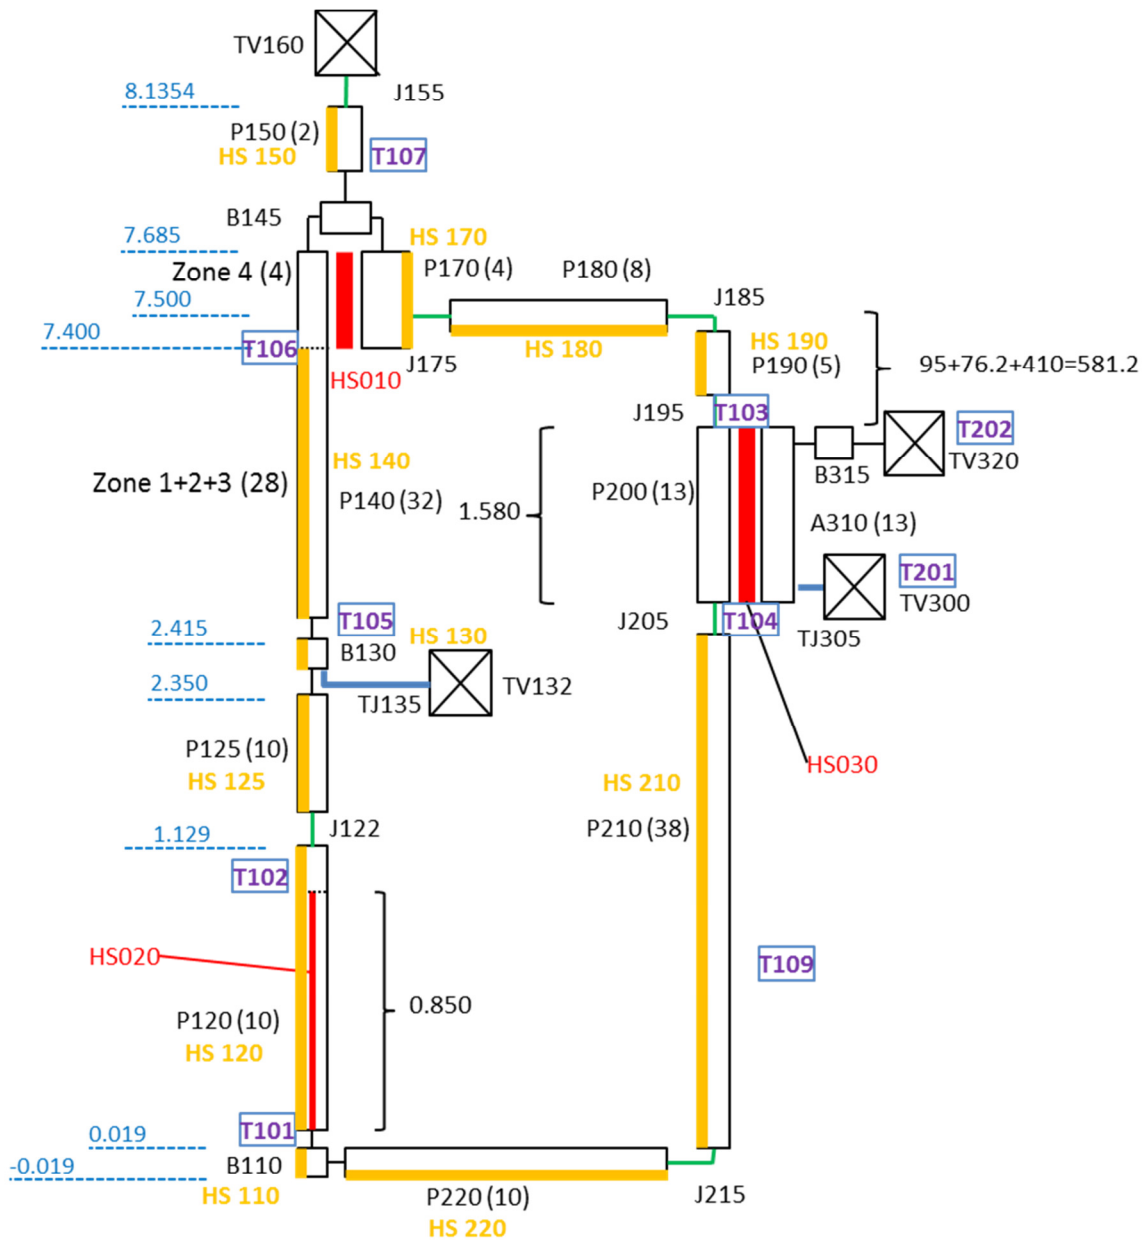 TV160
8.1354
J155
P150 (2)
HS 150
T107
B145
7.685
HS 170
Zone 4 (4)
P170 (4)
P180 (8)
7.500
J185
7.400
T106
HS 190
HS 180
J175
P190 (5)
95+76.2+410=581.2
HS010
J195
T103
T202
HS 140
TV320
B315
Zone 1+2+3 (28)
P200 (13)
P140 (32)
1.580
A310 (13)
T201
TV300
T105
J205
T104
2.415
HS 130
TJ305
B130
2.350
TJ135
TV132
P125 (10)
HS 125
HS030
HS 210
J122
P210 (38)
1.129
T102
HS020
T109
0.850
P120 (10)
HS 120
T101
0.019
-0.019
B110
HS 110
P220 (10)
J215
HS 220